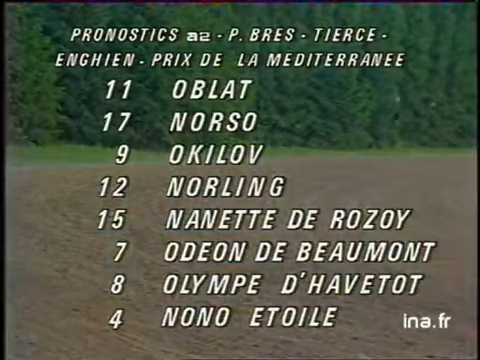 PRONOSTICS a2 - P. BRES - TIERCE -
ENGHIEN - PRIX DE LA MEDITERRANEE
11 OBLAT
17 NORSO
9 OKILOV
12 NORLING
15 NANETTE DE ROZOY
7 ODEON DE BEAUMONT
8 OLYMPE D'HAVETOT
4 NONO ETOILE
ina.fr